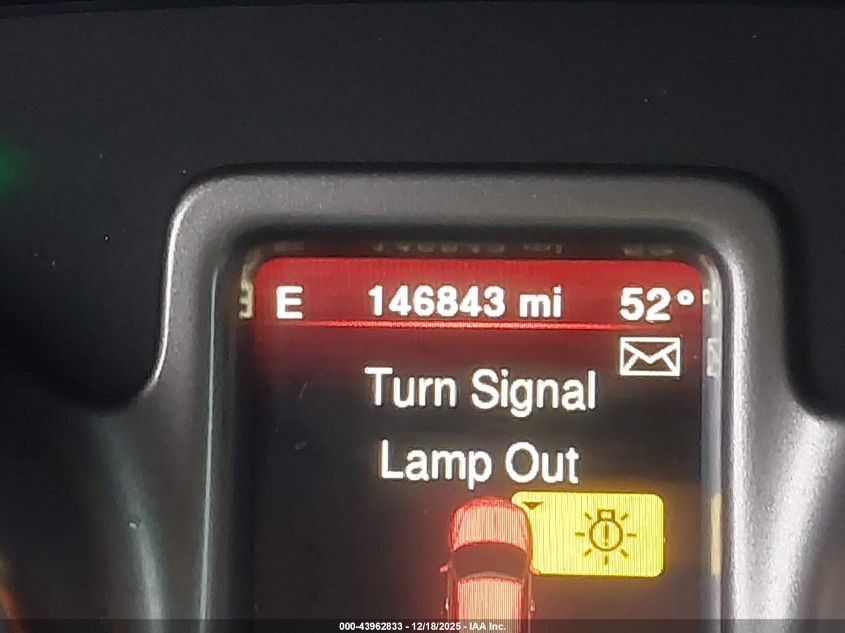 E 146843 mi 52°
Turn Signal
Lamp Out
000-43962833 - 12/18/2025 - IAA Inc.